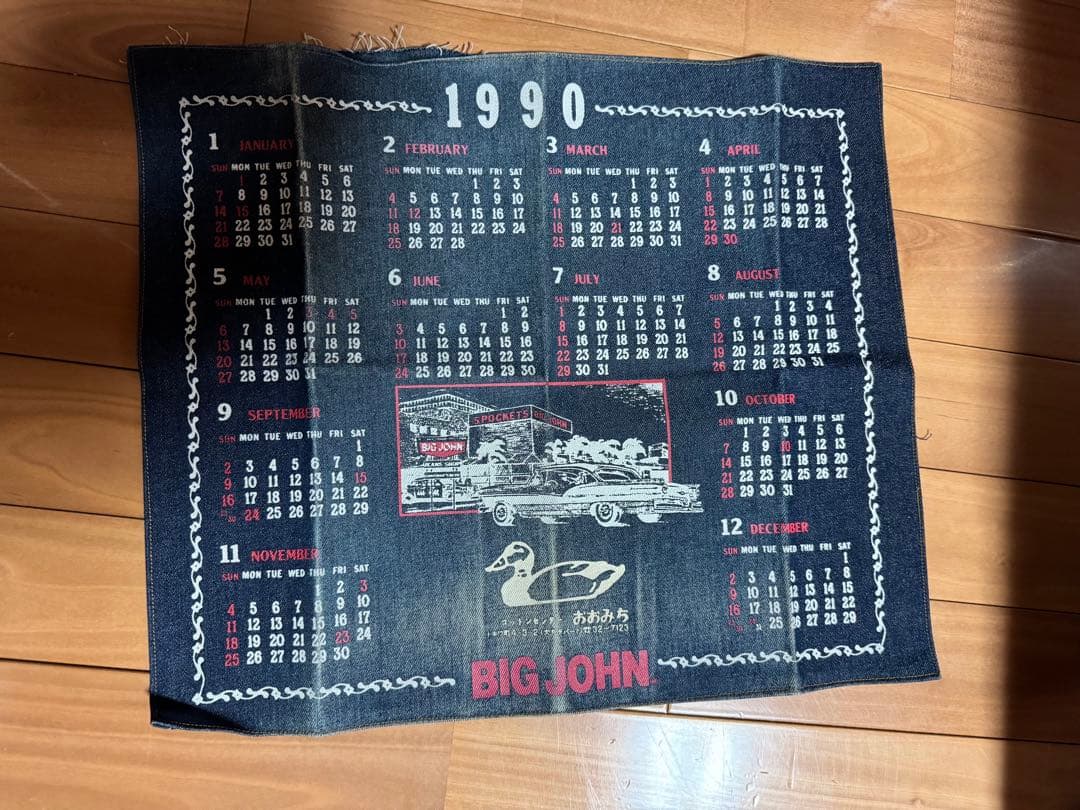 1990
1 JANUARY
SUN MON TUE WED THU FRI SAT
1 2 3 4 5 6
7 8 9 10 11 12 13
14 15 16 17 18 19 20
21 22 23 24 25 26 27
28 29 30 31
2 FEBRUARY
SUN MON TUE WED THU FRI SAT
1 2 3
4 5 6 7 8 9 10
11 12 13 14 15 16 17
18 19 20 21 22 23 24
25 26 27 28
3 MARCH
SUN MON TUE WED THU FRI SAT
1 2 3
4 5 6 7 8 9 10
11 12 13 14 15 16 17
18 19 20 21 22 23 24
25 26 27 28 29 30 31
4 APRIL
SUN MON TUE WED THU FRI SAT
1 2 3 4 5 6 7
8 9 10 11 12 13 14
15 16 17 18 19 20 21
22 23 24 25 26 27 28
29 30
5 MAY
SUN MON TUE WED THU FRI SAT
1 2 3 4 5
6 7 8 9 10 11 12
13 14 15 16 17 18 19
20 21 22 23 24 25 26
27 28 29 30 31
6 JUNE
SUN MON TUE WED THU FRI SAT
1 2
3 4 5 6 7 8 9
10 11 12 13 14 15 16
17 18 19 20 21 22 23
24 25 26 27 28 29 30
7 JULY
SUN MON TUE WED THU FRI SAT
1 2 3 4 5 6 7
8 9 10 11 12 13 14
15 16 17 18 19 20 21
22 23 24 25 26 27 28
29 30 31
8 AUGUST
SUN MON TUE WED THU FRI SAT
1 2 3 4
5 6 7 8 9 10 11
12 13 14 15 16 17 18
19 20 21 22 23 24 25
26 27 28 29 30 31
9 SEPTEMBER
SUN MON TUE WED THU FRI SAT
1
2 3 4 5 6 7 8
9 10 11 12 13 14 15
16 17 18 19 20 21 22
24 25 26 27 28 29
5 POCKETS BIG JOHN
BIG JOHN
JEANS SHOP
10 OCTOBER
SUN MON TUE WED THU FRI SAT
1 2 3 4 5 6
7 8 9 10 11 12 13
14 15 16 17 18 19 20
21 22 23 24 25 26 27
28 29 30 31
11 NOVEMBER
SUN MON TUE WED THU FRI SAT
2 3
4 5 6 7 8 9 10
11 12 13 14 15 16 17
18 19 20 21 22 23 24
25 26 27 28 29 30
12 DECEMBER
SUN MON TUE WED THU FRI SAT
1
2 3 4 5 6 7 8
9 10 11 12 13 14 15
16 17 18 19 20 21 22
25 26 27 28 29
コットンセンター おおみち
☎32-7123
BIG JOHN